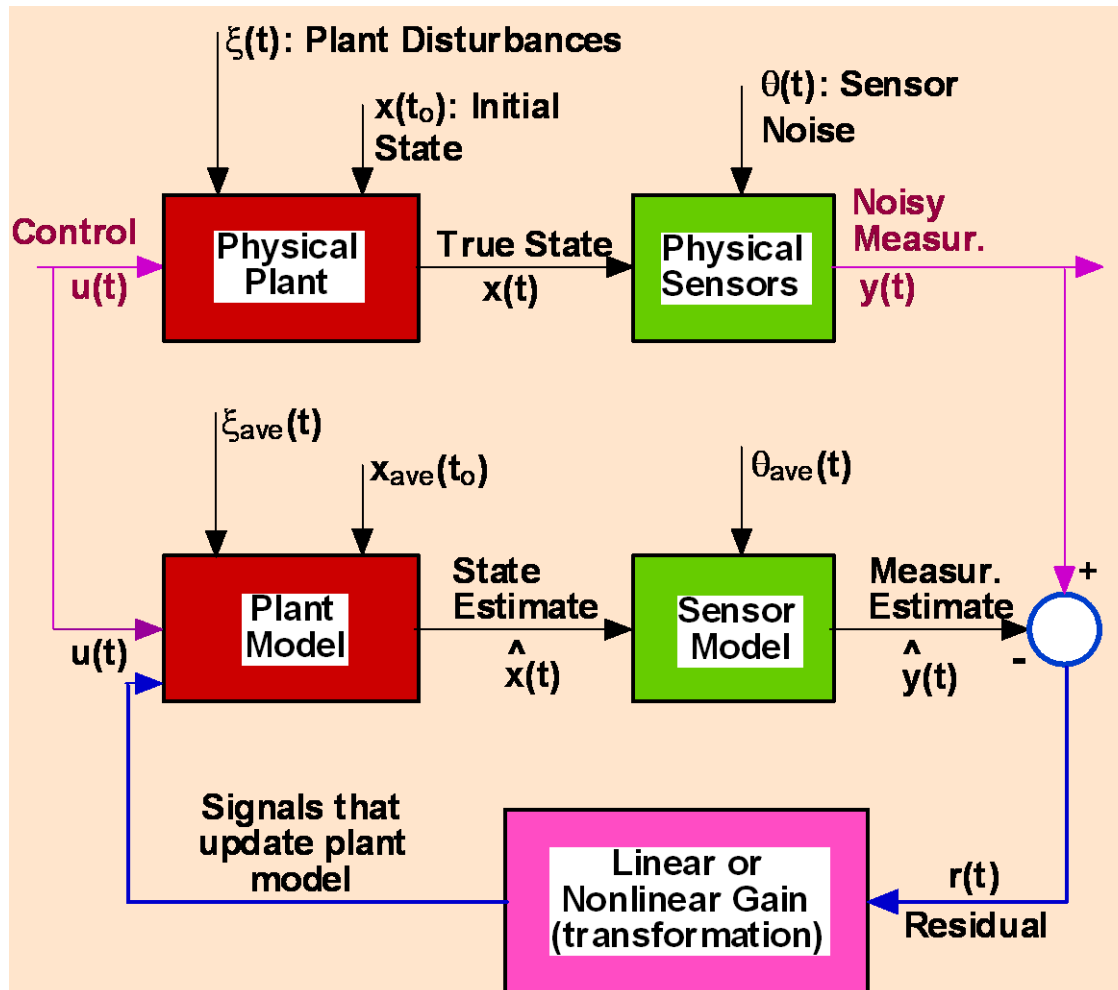 ξ(t): Plant Disturbances
x(to): Initial
State
θ(t): Sensor
Noise
Control
u(t)
Physical
Plant
True State
x(t)
Physical
Sensors
Noisy
Measur.
y(t)
ξave(t)
xave(to)
θave(t)
u(t)
Plant
Model
State
Estimate
^
x(t)
Sensor
Model
Measur.
Estimate
^
y(t)
+
-
Signals that
update plant
model
Linear or
Nonlinear Gain
(transformation)
r(t)
Residual